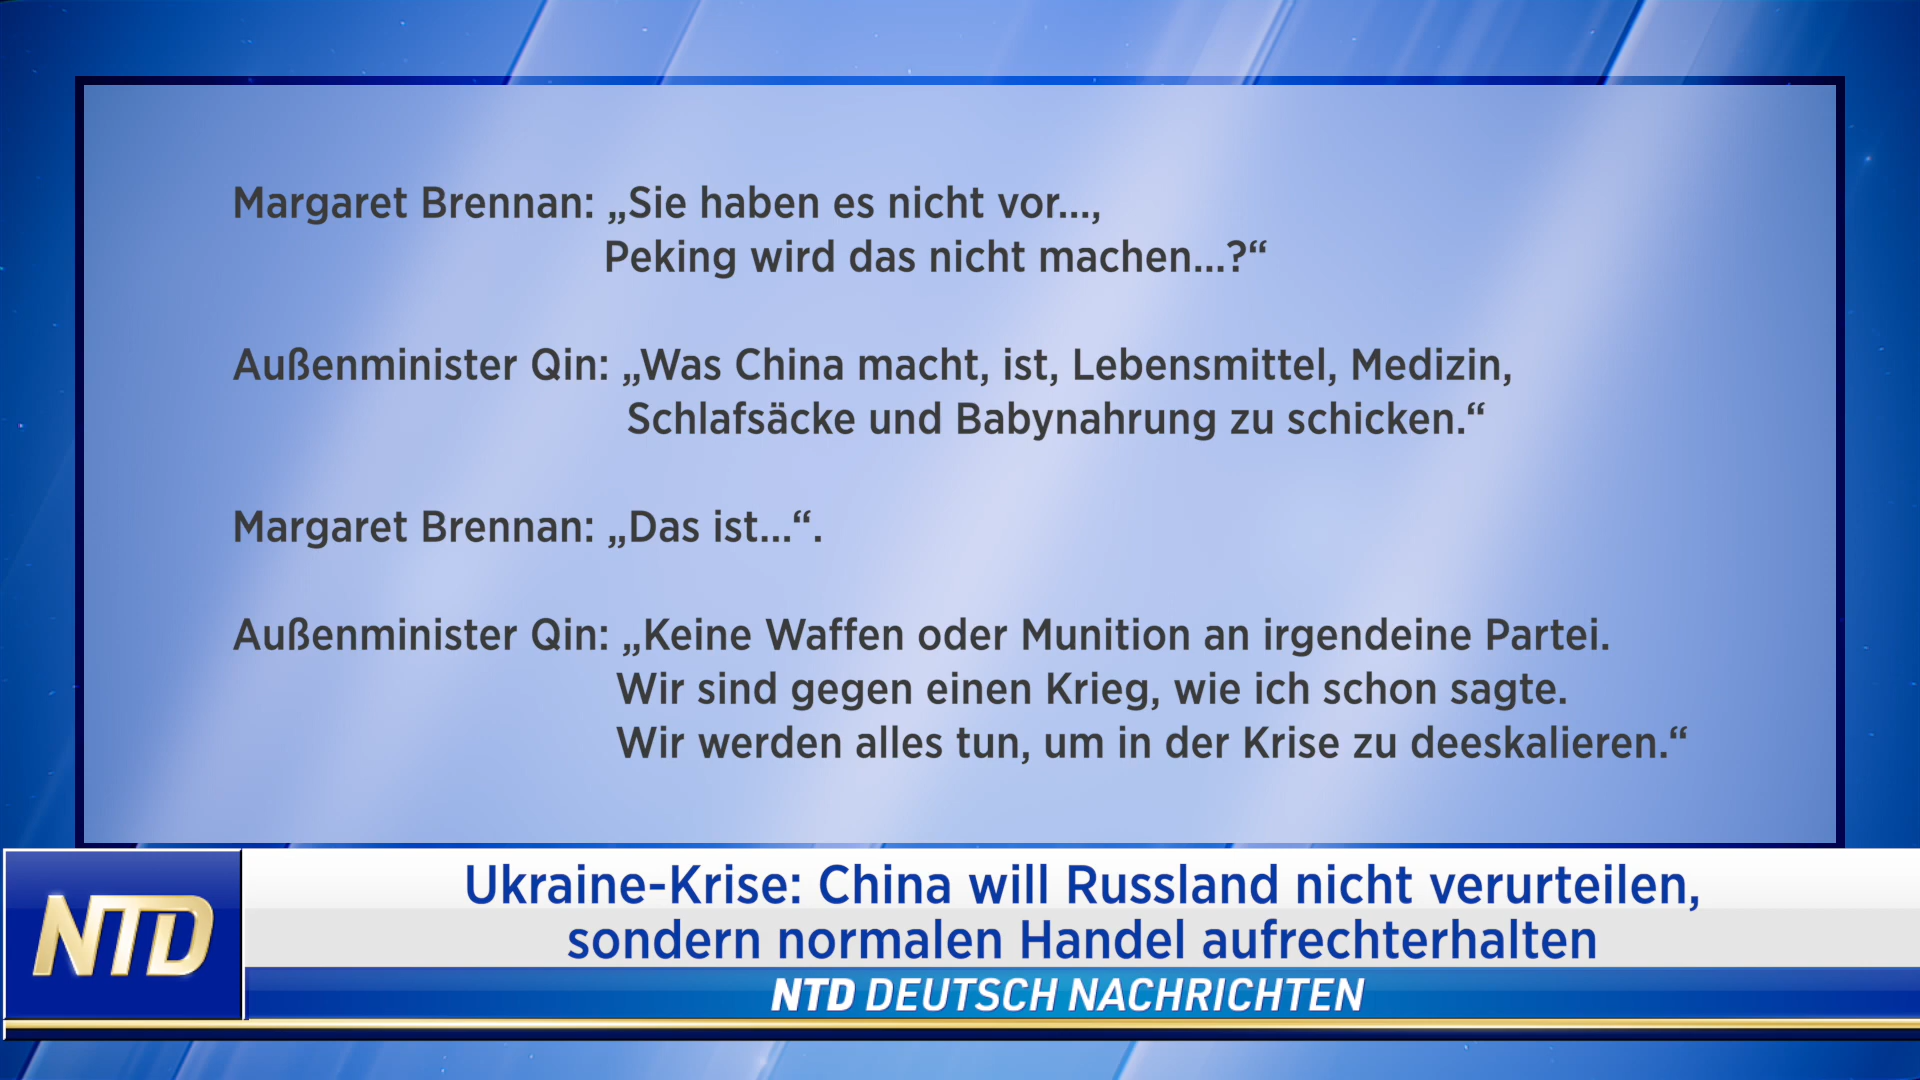 Margaret Brennan: „Sie haben es nicht vor...,
Peking wird das nicht machen...?“
Außenminister Qin: „Was China macht, ist, Lebensmittel, Medizin,
Schlafsäcke und Babynahrung zu schicken.“
Margaret Brennan: „Das ist...“.
Außenminister Qin: „Keine Waffen oder Munition an irgendeine Partei.
Wir sind gegen einen Krieg, wie ich schon sagte.
Wir werden alles tun, um in der Krise zu deeskalieren.“
Ukraine-Krise: China will Russland nicht verurteilen,
sondern normalen Handel aufrechterhalten
NTD
NTD DEUTSCH NACHRICHTEN